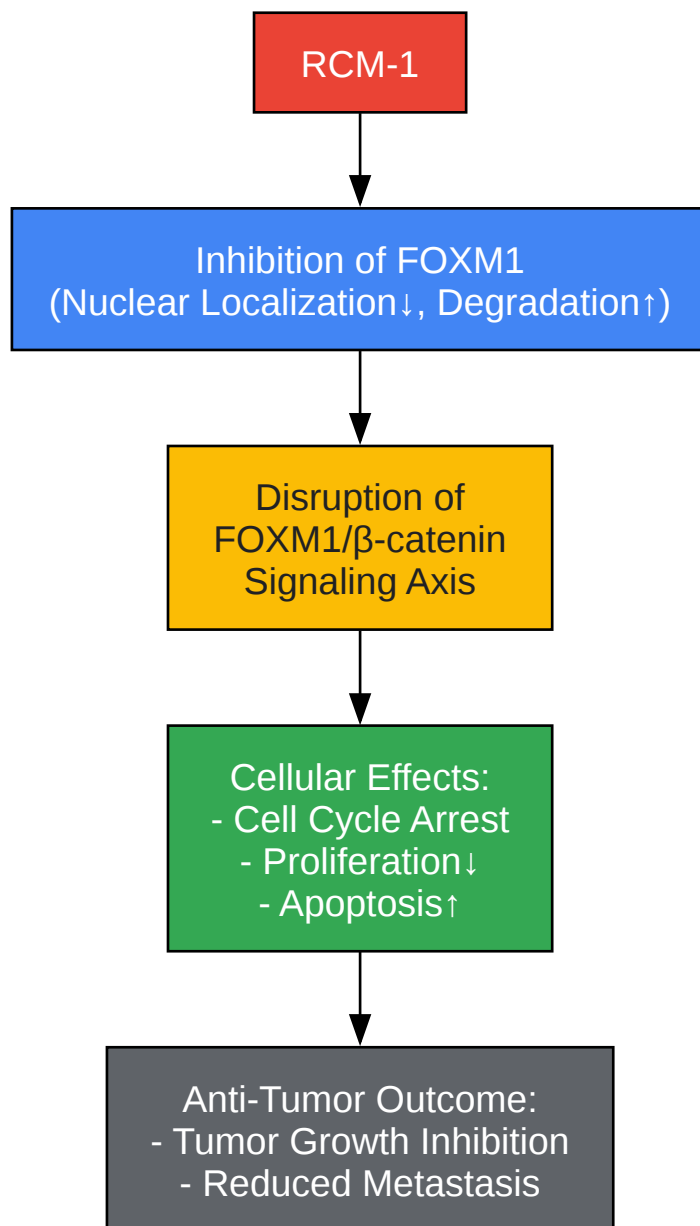 RCM-1
Inhibition of FOXM1
(Nuclear Localization↓, Degradation↑)
Disruption of
FOXM1/β-catenin
Signaling Axis
Cellular Effects:
- Cell Cycle Arrest
- Proliferation↓
- Apoptosis↑
Anti-Tumor Outcome:
- Tumor Growth Inhibition
- Reduced Metastasis